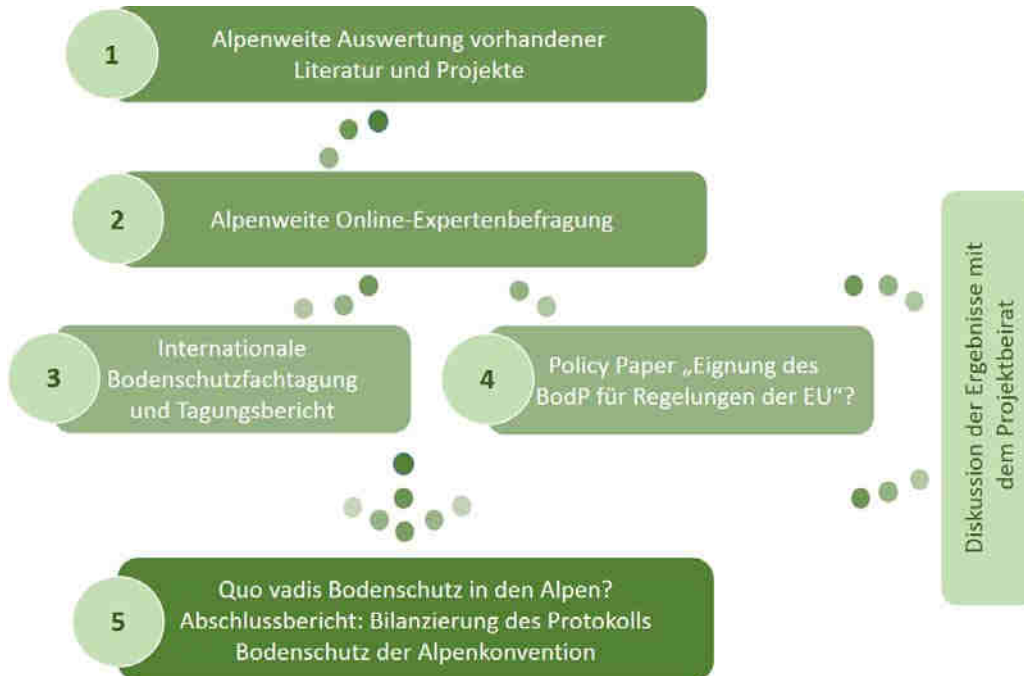 1
Alpenweite Auswertung vorhandener
Literatur und Projekte
2
Alpenweite Online-Expertenbefragung
3
Internationale
Bodenschutzfachtagung
und Tagungsbericht
4
Policy Paper „Eignung des
BodP für Regelungen der EU“?
5
Quo vadis Bodenschutz in den Alpen?
Abschlussbericht: Bilanzierung des Protokolls
Bodenschutz der Alpenkonvention
Diskussion der Ergebnisse mit
dem Projektbeirat